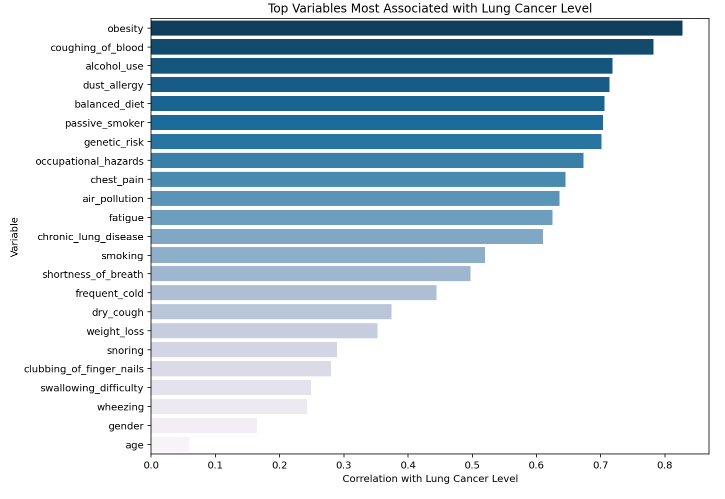 Top Variables Most Associated with Lung Cancer Level
obesity
coughing_of_blood
alcohol_use
dust_allergy
balanced_diet
passive_smoker
genetic_risk
occupational_hazards
chest_pain
air_pollution
fatigue
chronic_lung_disease
smoking
shortness_of_breath
frequent_cold
dry_cough
weight_loss
snoring
clubbing_of_finger_nails
swallowing_difficulty
wheezing
gender
age
Variable
0.0 0.1 0.2 0.3 0.4 0.5 0.6 0.7 0.8
Correlation with Lung Cancer Level